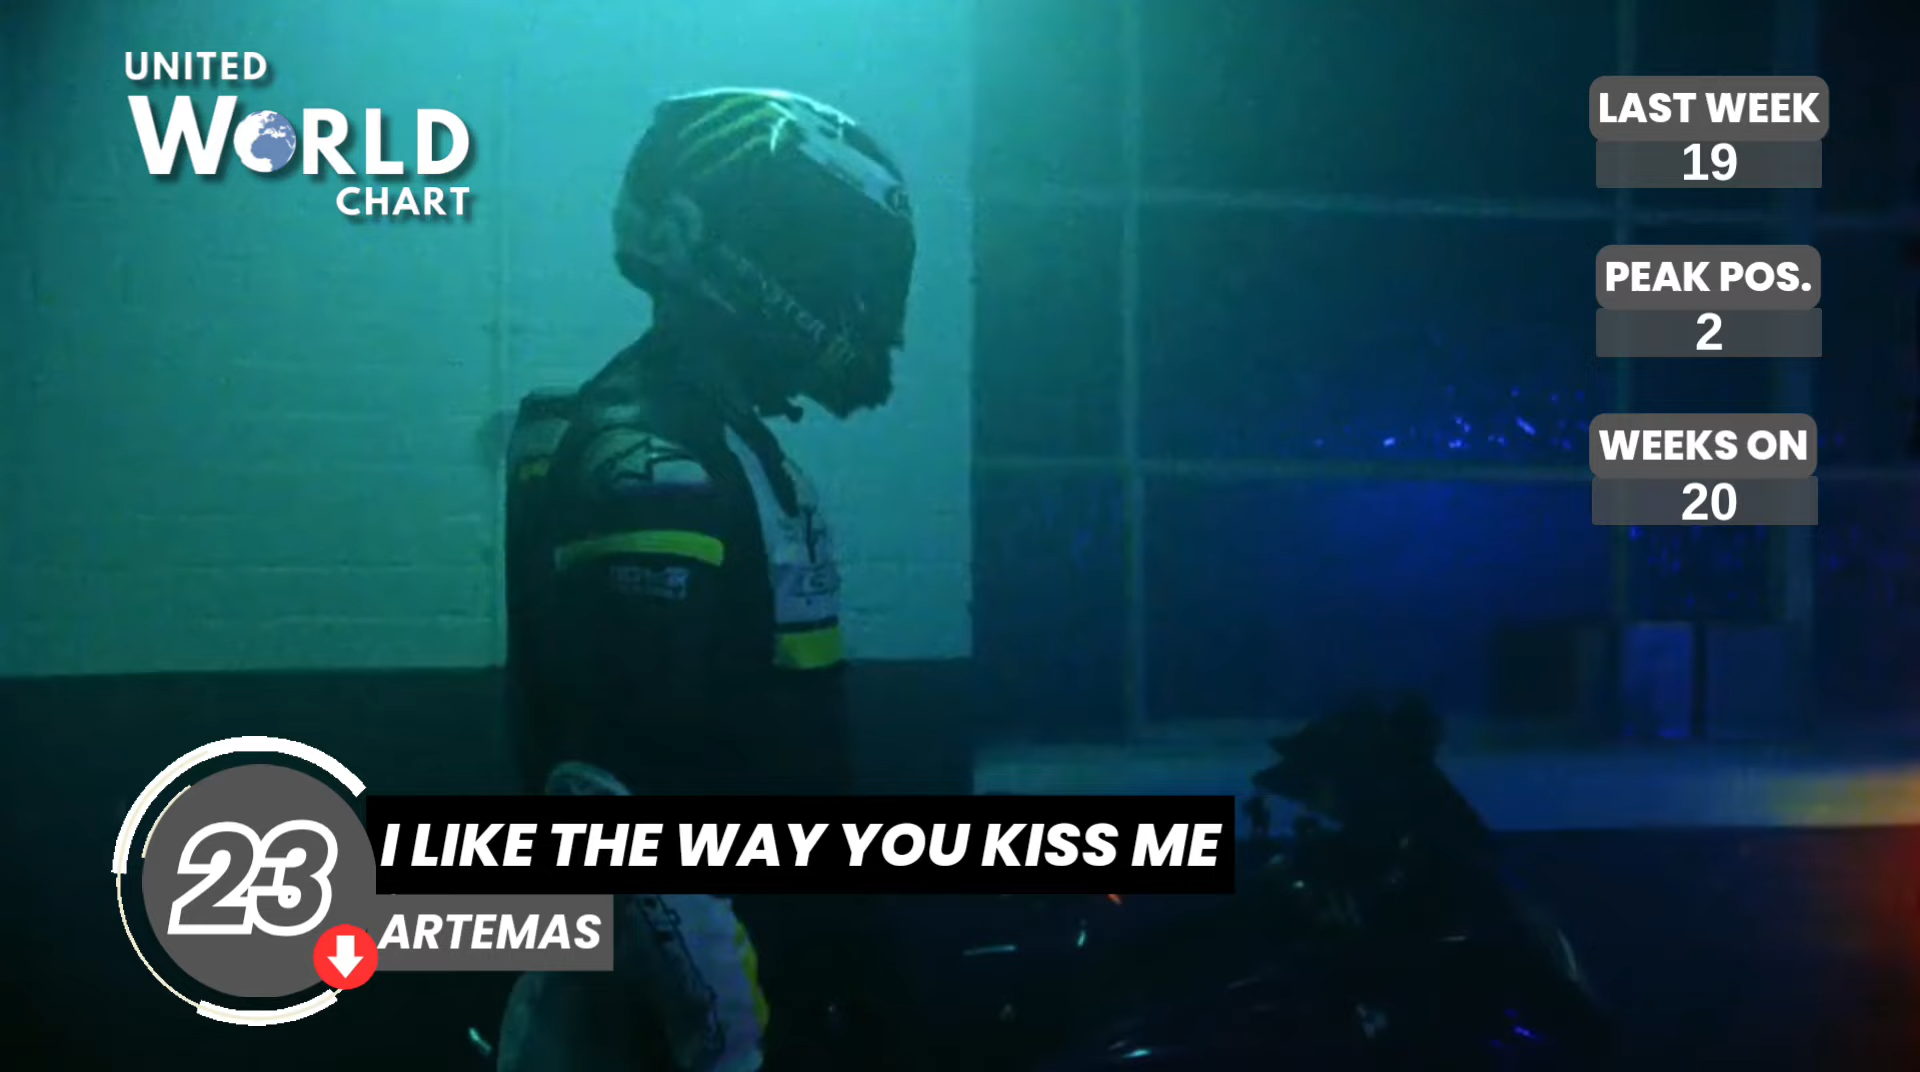 UNITED
WORLD
CHART
LAST WEEK
19
PEAK POS.
2
WEEKS ON
20
23
I LIKE THE WAY YOU KISS ME
ARTEMAS